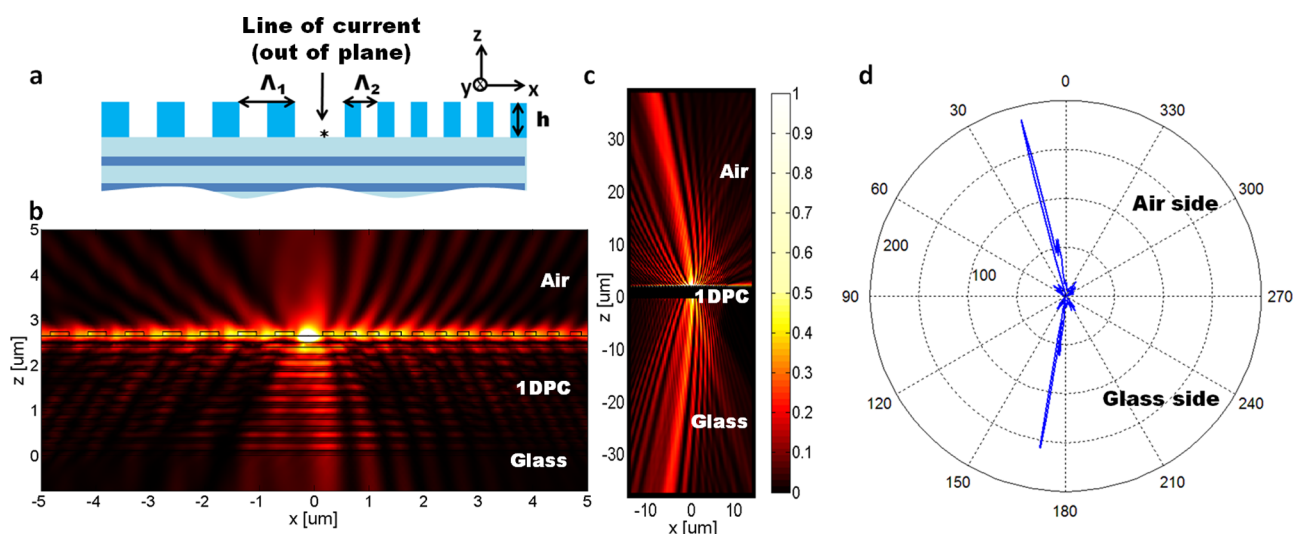 Line of current
(out of plane)
a
Λ1
Λ2
h
z
y
x
*
b
5
4
3
2
1
0
z [um]
-5
-4
-3
-2
-1
0
1
2
3
4
5
x [um]
Air
1DPC
Glass
c
30
20
10
0
-10
-20
-30
z [um]
-10
0
10
x [um]
Air
1DPC
Glass
1
0.9
0.8
0.7
0.6
0.5
0.4
0.3
0.2
0.1
0
d
0
30
330
60
300
Air side
200
100
90
270
120
Glass side
240
150
210
180